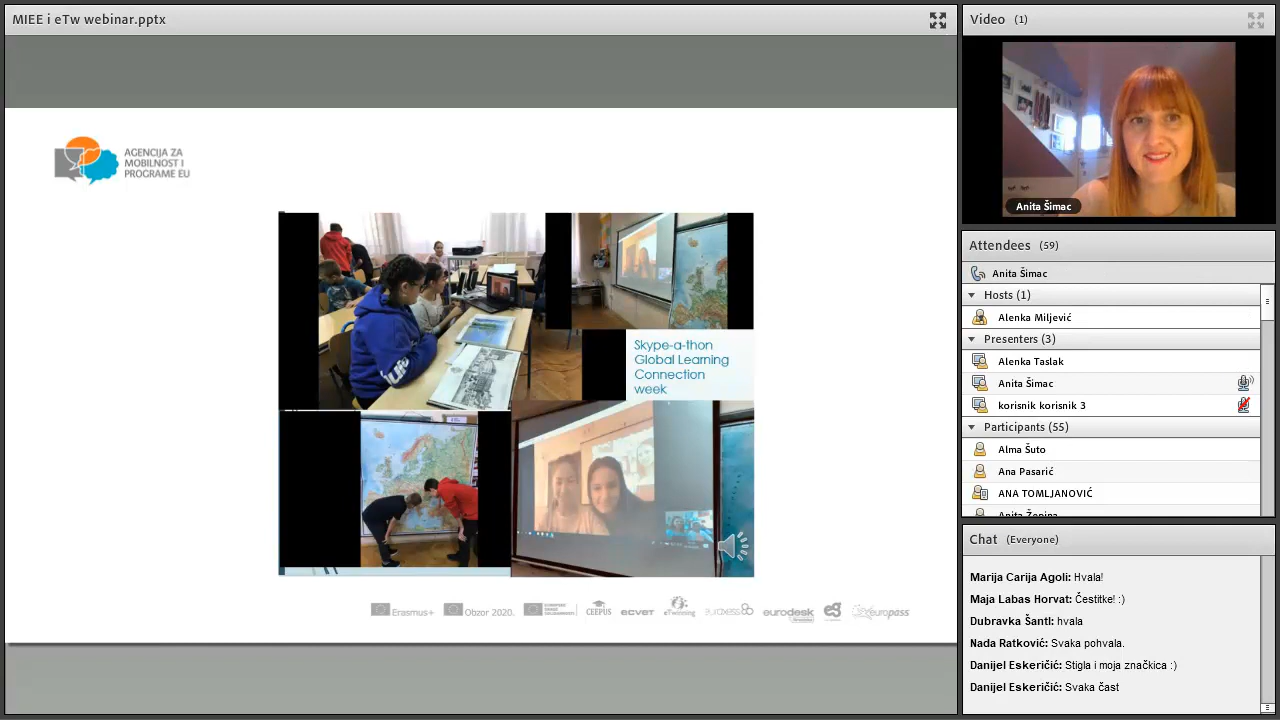 MIEE i eTw webinar.pptx
AGENCIJA ZA
MOBILNOST I
PROGRAME EU
Skype-a-thon
Global Learning
Connection
week
Erasmus+
Obzor 2020.
CEEPUS
ecvet
eTwinning
euraxess
eurodesk
europass
Video (1)
Anita Šimac
Attendees (59)
Anita Šimac
Hosts (1)
Alenka Miljević
Presenters (3)
Alenka Taslak
Anita Šimac
korisnik korisnik 3
Participants (55)
Alma Šuto
Ana Pasarić
ANA TOMLJANOVIĆ
Anita Žepina
Chat (Everyone)
Marija Carija Agoli: Hvala!
Maja Labas Horvat: Čestitke! :)
Dubravka Šantl: hvala
Nada Ratković: Svaka pohvala.
Danijel Eskeričić: Stigla i moja značkica :)
Danijel Eskeričić: Svaka čast